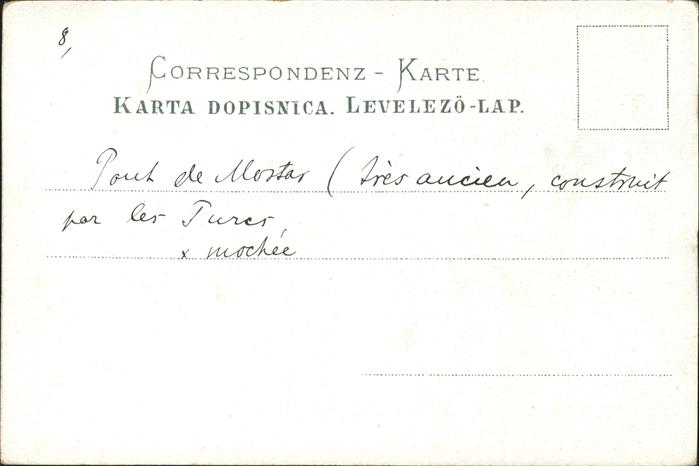 8,
CORRESPONDENZ - KARTE.
KARTA DOPISNICA. LEVELEZŐ-LAP.
Pont de Mostar (très ancien, construit
par les Turcs,
x mochée